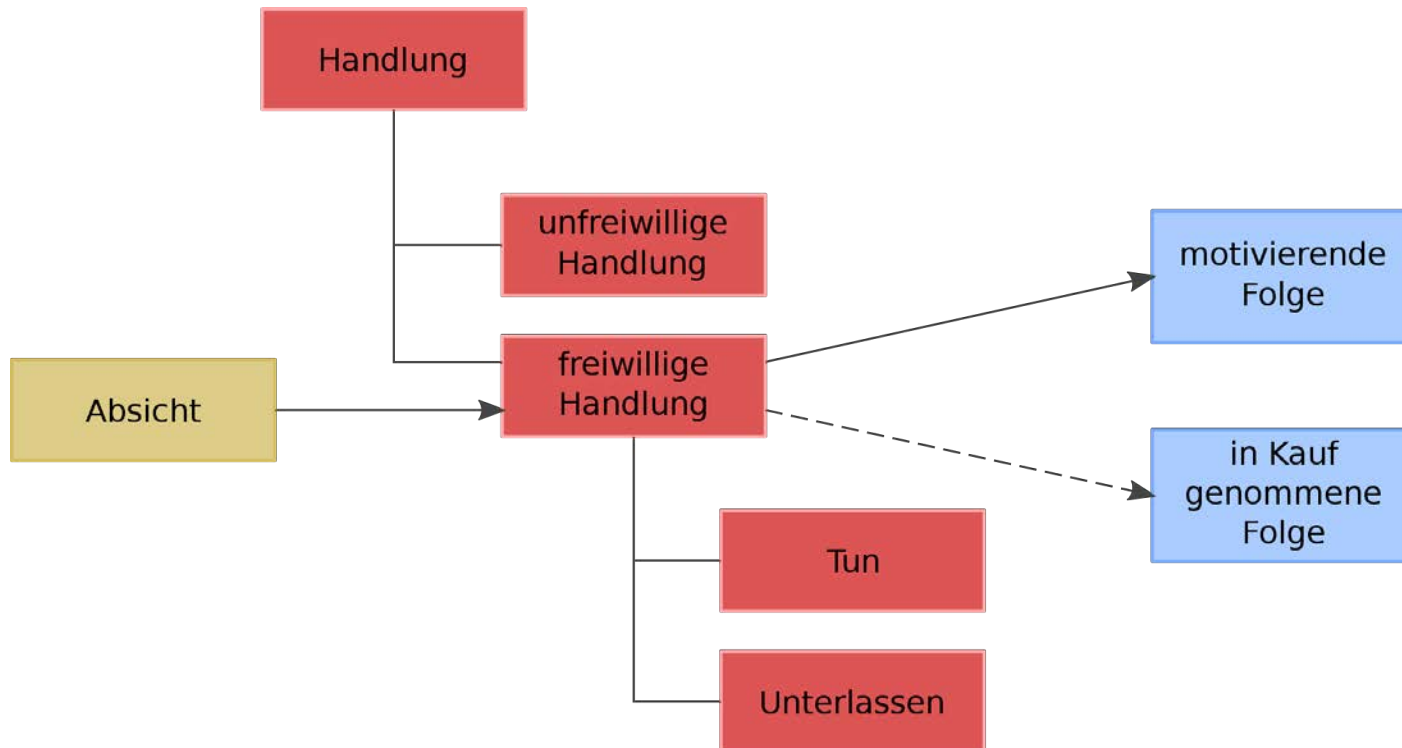 Handlung
unfreiwillige
Handlung
motivierende
Folge
freiwillige
Handlung
Absicht
in Kauf
genommene
Folge
Tun
Unterlassen